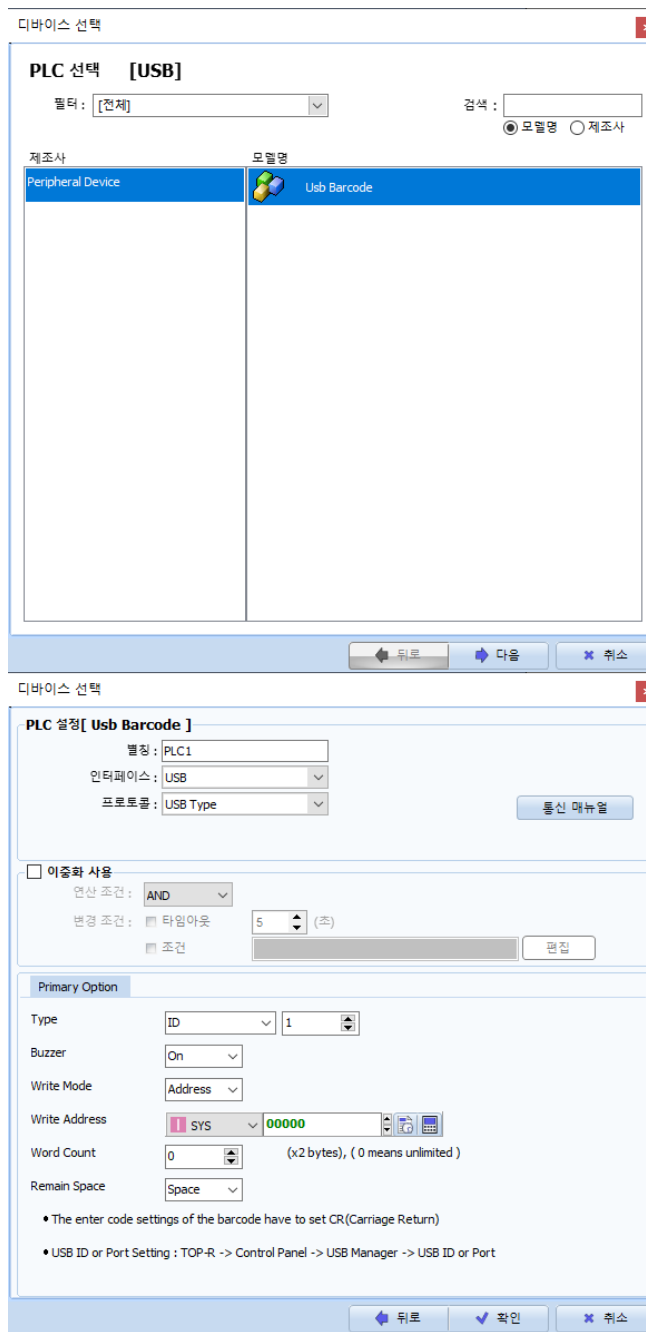 디바이스 선택
PLC 선택 [USB]
필터 : [전체] 검색 :
모델명 제조사
제조사 모델명
Peripheral Device Usb Barcode
뒤로 다음 취소
디바이스 선택
PLC 설정[ Usb Barcode ]
별칭 : PLC1
인터페이스 : USB
프로토콜 : USB Type 통신 매뉴얼
이중화 사용
연산 조건 : AND
변경 조건 : 타임아웃 5 (초)
조건 편집
Primary Option
Type ID 1
Buzzer On
Write Mode Address
Write Address I SYS 00000
Word Count 0 (x2 bytes), ( 0 means unlimited )
Remain Space Space
• The enter code settings of the barcode have to set CR(Carriage Return)
• USB ID or Port Setting : TOP-R -> Control Panel -> USB Manager -> USB ID or Port
뒤로 확인 취소